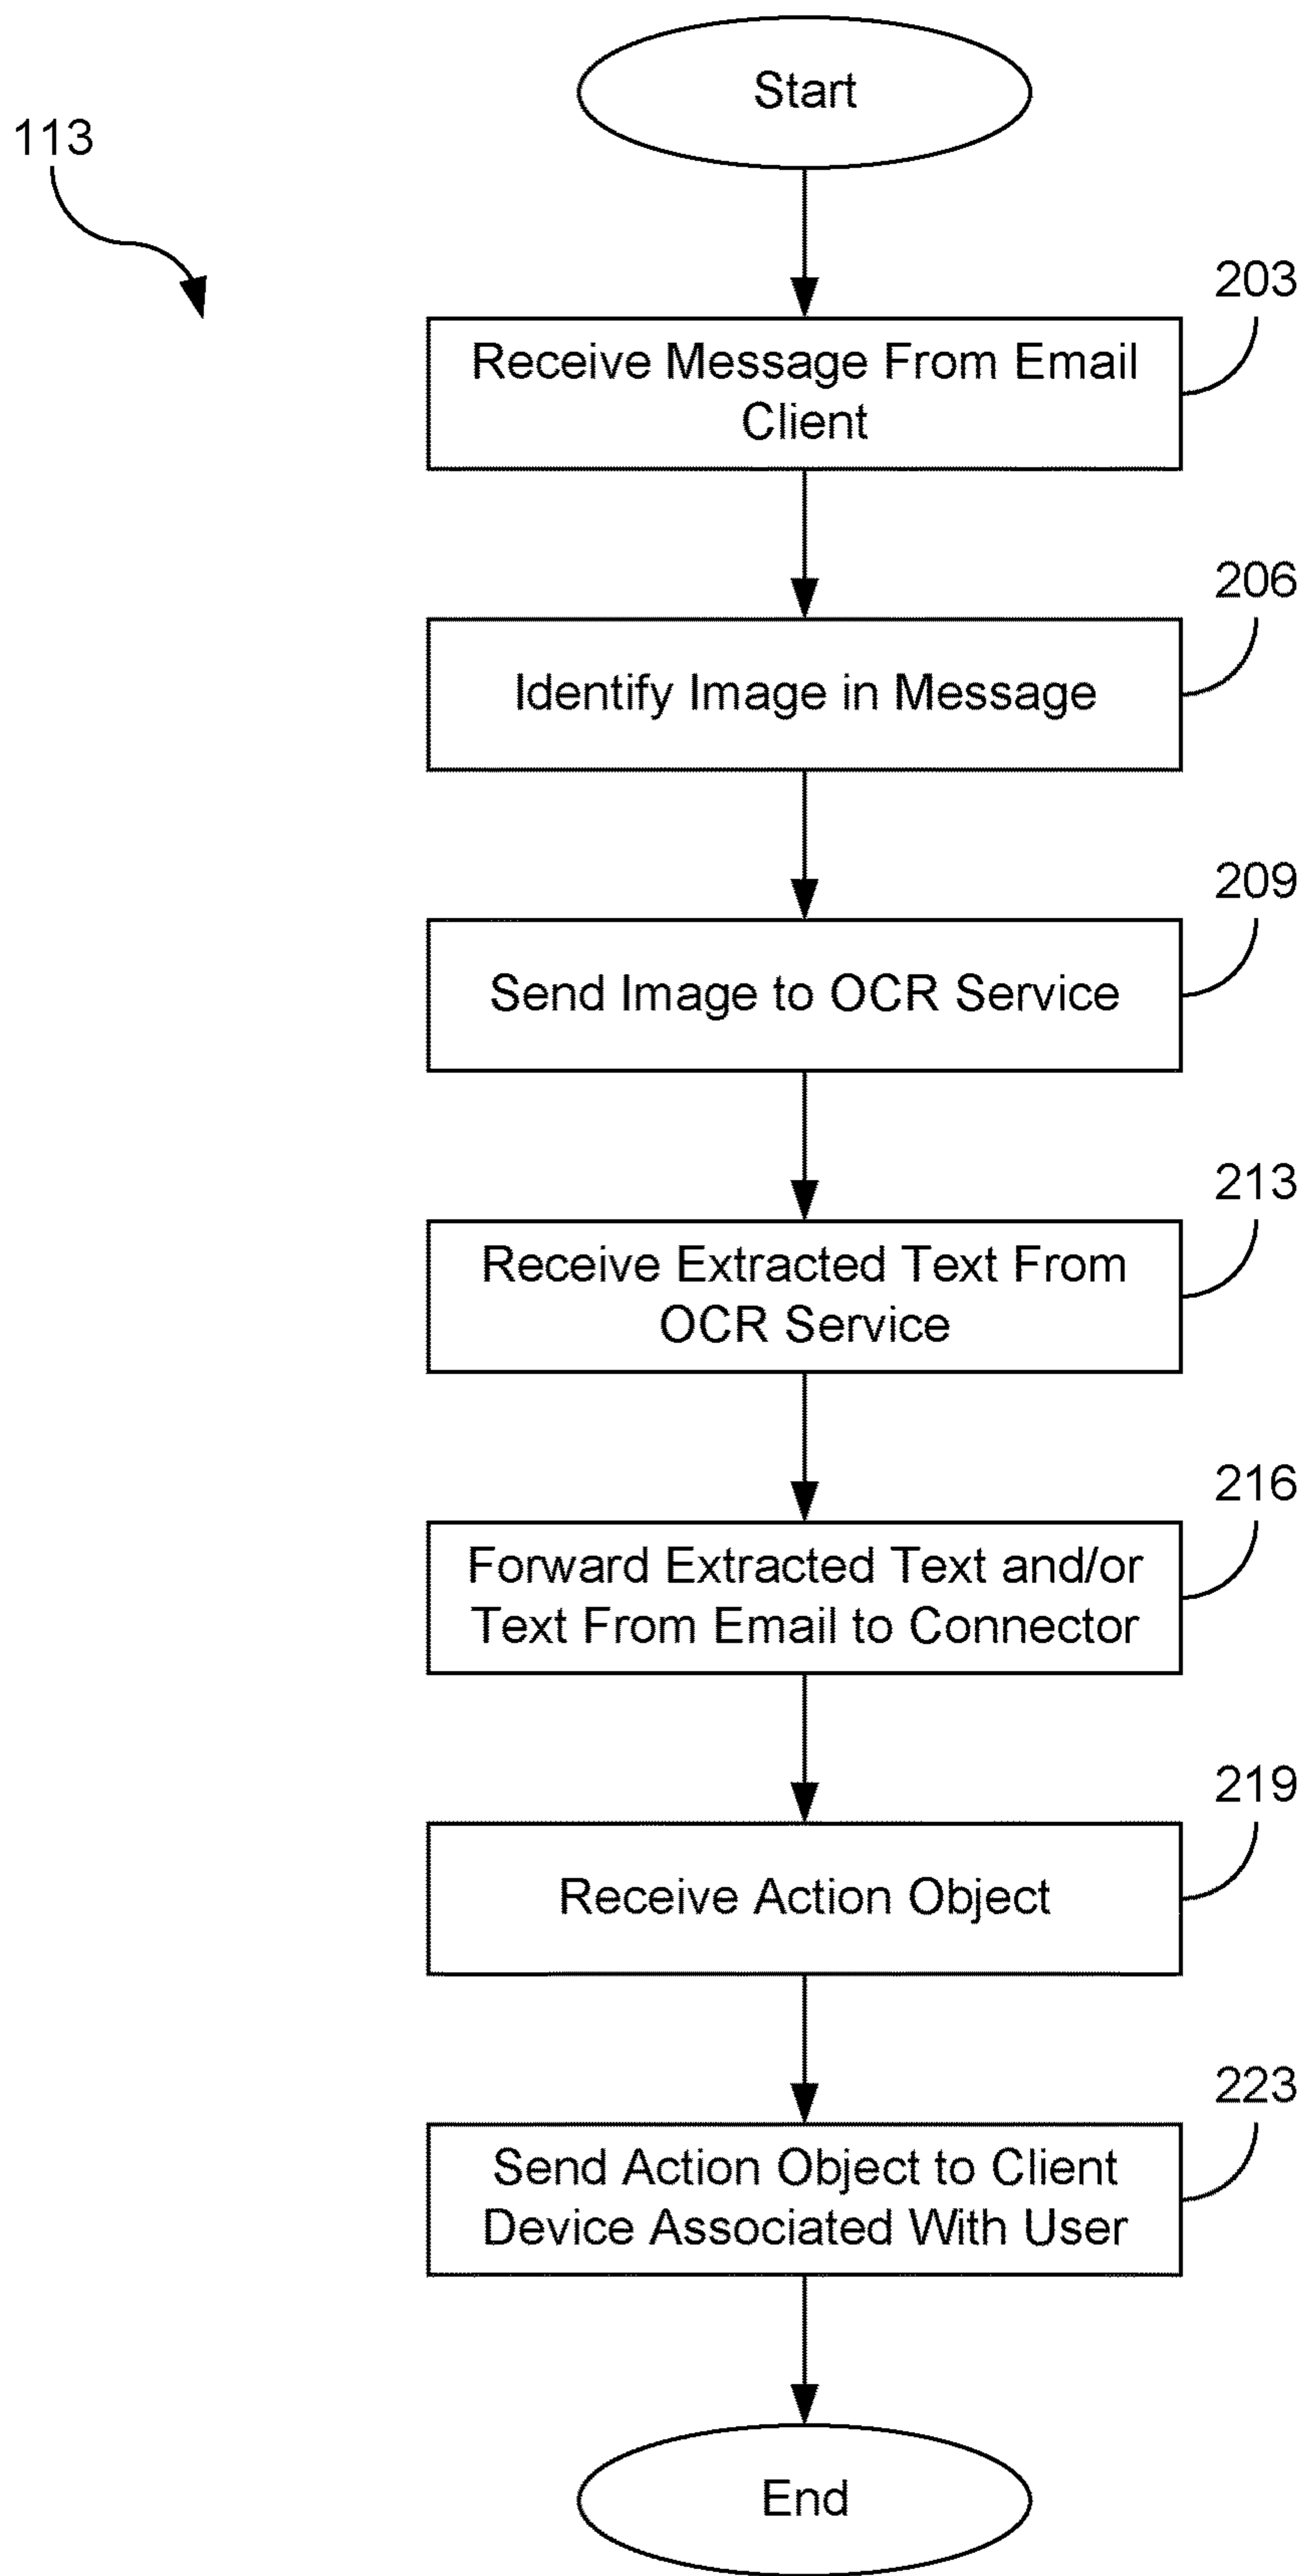 Start
113
203
Receive Message From Email
Client
206
Identify Image in Message
209
Send Image to OCR Service
213
Receive Extracted Text From
OCR Service
216
Forward Extracted Text and/or
Text From Email to Connector
219
Receive Action Object
223
Send Action Object to Client
Device Associated With User
End